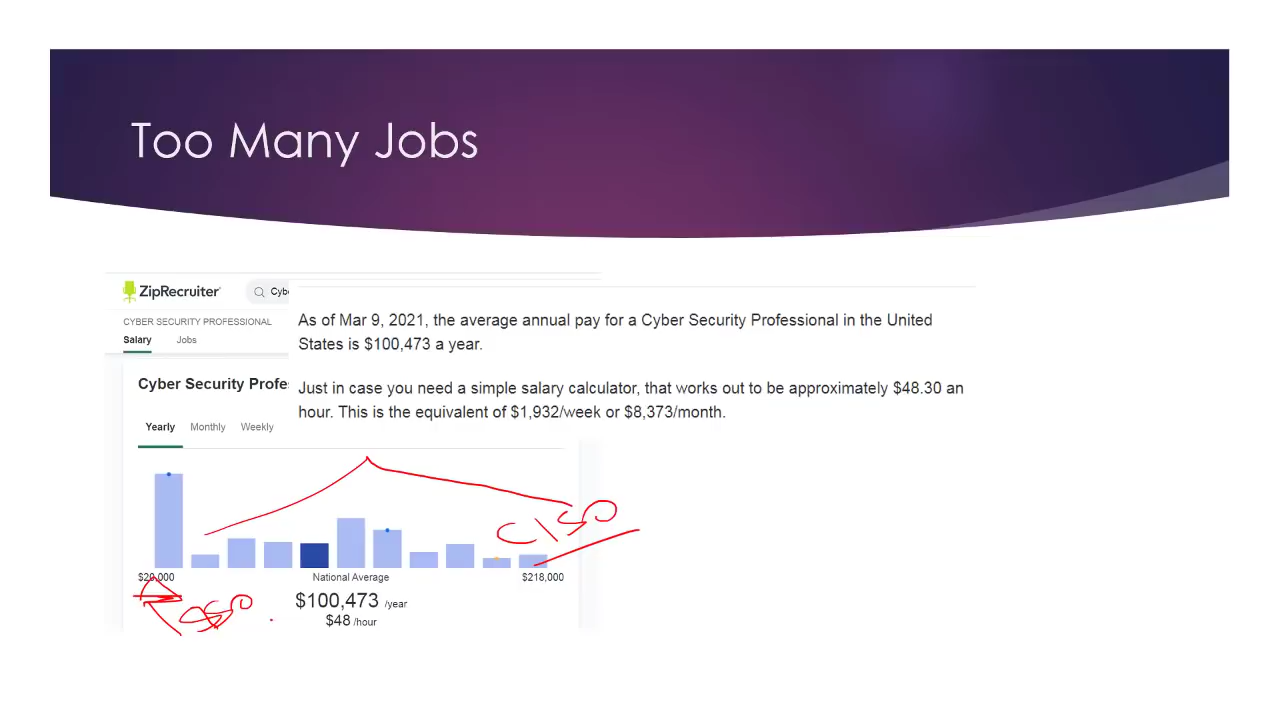 Too Many Jobs
ZipRecruiter
Cybe
CYBER SECURITY PROFESSIONAL
Salary Jobs
Cyber Security Profe
Yearly Monthly Weekly
As of Mar 9, 2021, the average annual pay for a Cyber Security Professional in the United
States is $100,473 a year.
Just in case you need a simple salary calculator, that works out to be approximately $48.30 an
hour. This is the equivalent of $1,932/week or $8,373/month.
CISO
$20,000 National Average $218,000
$100,473 /year
$48 /hour